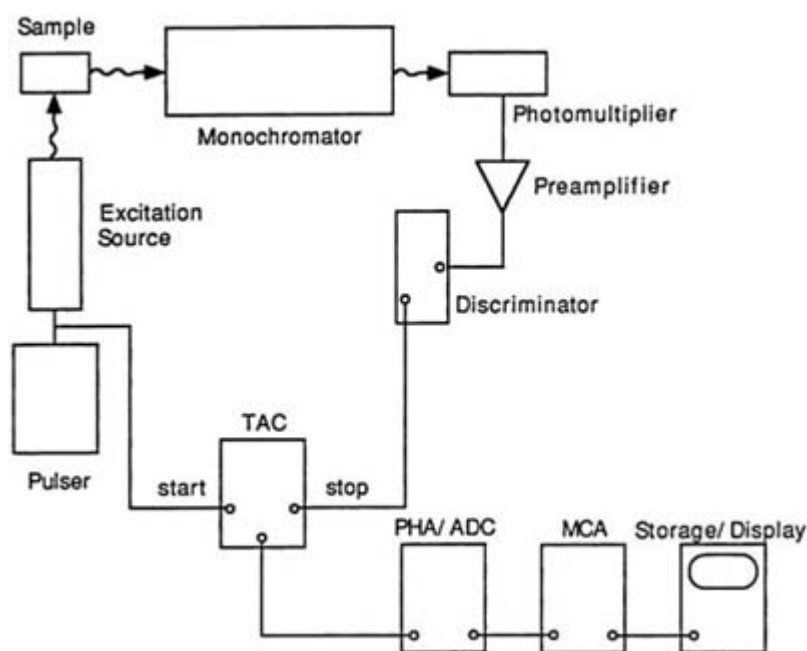 Sample
Monochromator
Photomultiplier
Preamplifier
Excitation
Source
Discriminator
TAC
Pulser
start
stop
PHA/ ADC
MCA
Storage/ Display